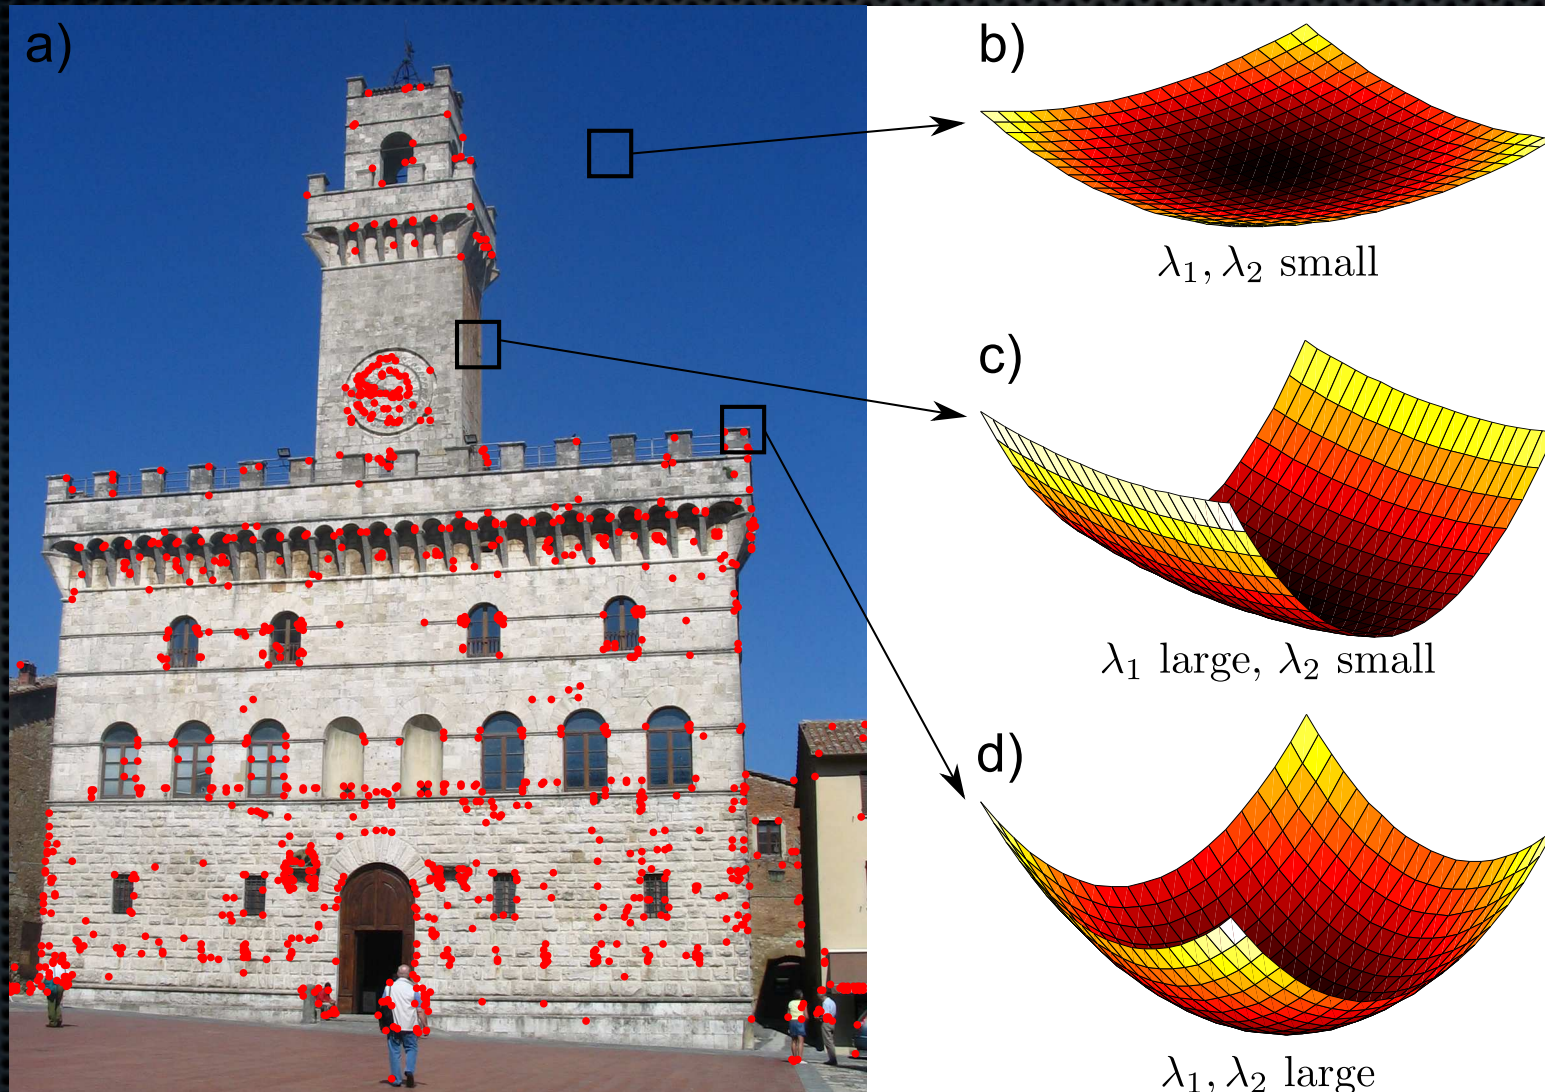 a)
b)
λ₁, λ₂ small
c)
λ₁ large, λ₂ small
d)
λ₁, λ₂ large